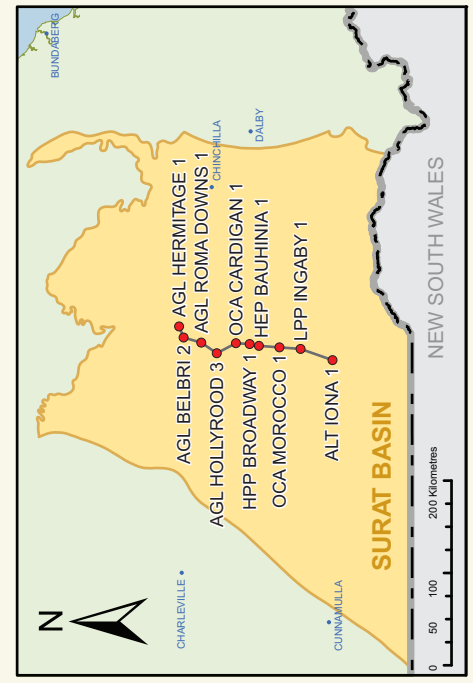 BUNDABERG
AGL HERMITAGE 1
AGL BELBRI 2
AGL ROMA DOWNS 1
CHINCHILLA
DALBY
AGL HOLLYROOD 3
OCA CARDIGAN 1
HPP BROADWAY 1
HEP BAUHINIA 1
OCA MOROCCO 1
LPP INGABY 1
ALT IONA 1
N
CHARLEVILLE
CUNNAMULLA
SURAT BASIN
NEW SOUTH WALES
0 50 100 200 Kilometres